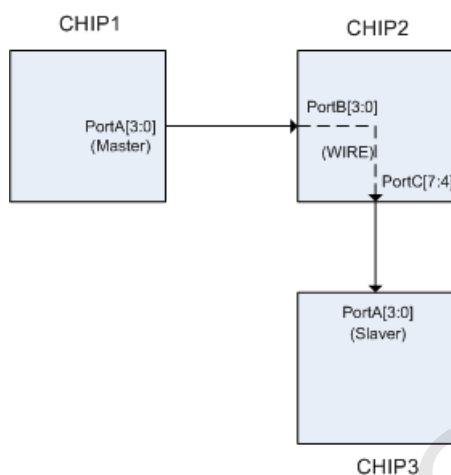 CHIP1
CHIP2
PortA[3:0]
(Master)
PortB[3:0]
(WIRE)
PortC[7:4]
PortA[3:0]
(Slaver)
CHIP3